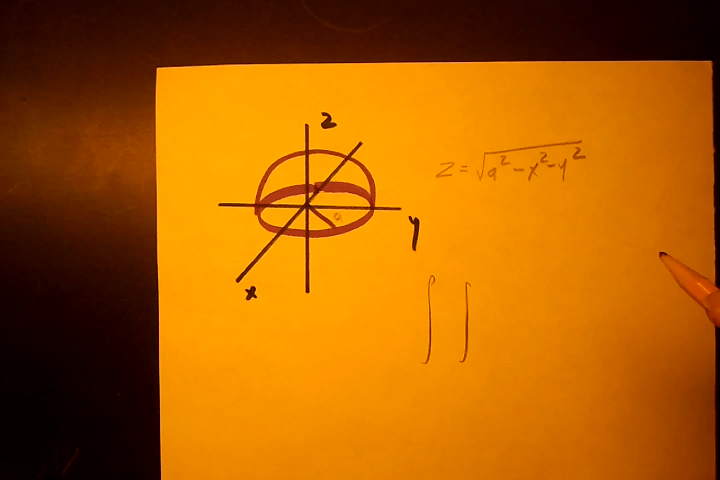 z
z = √a² - x² - y²
a
y
x
∫ ∫